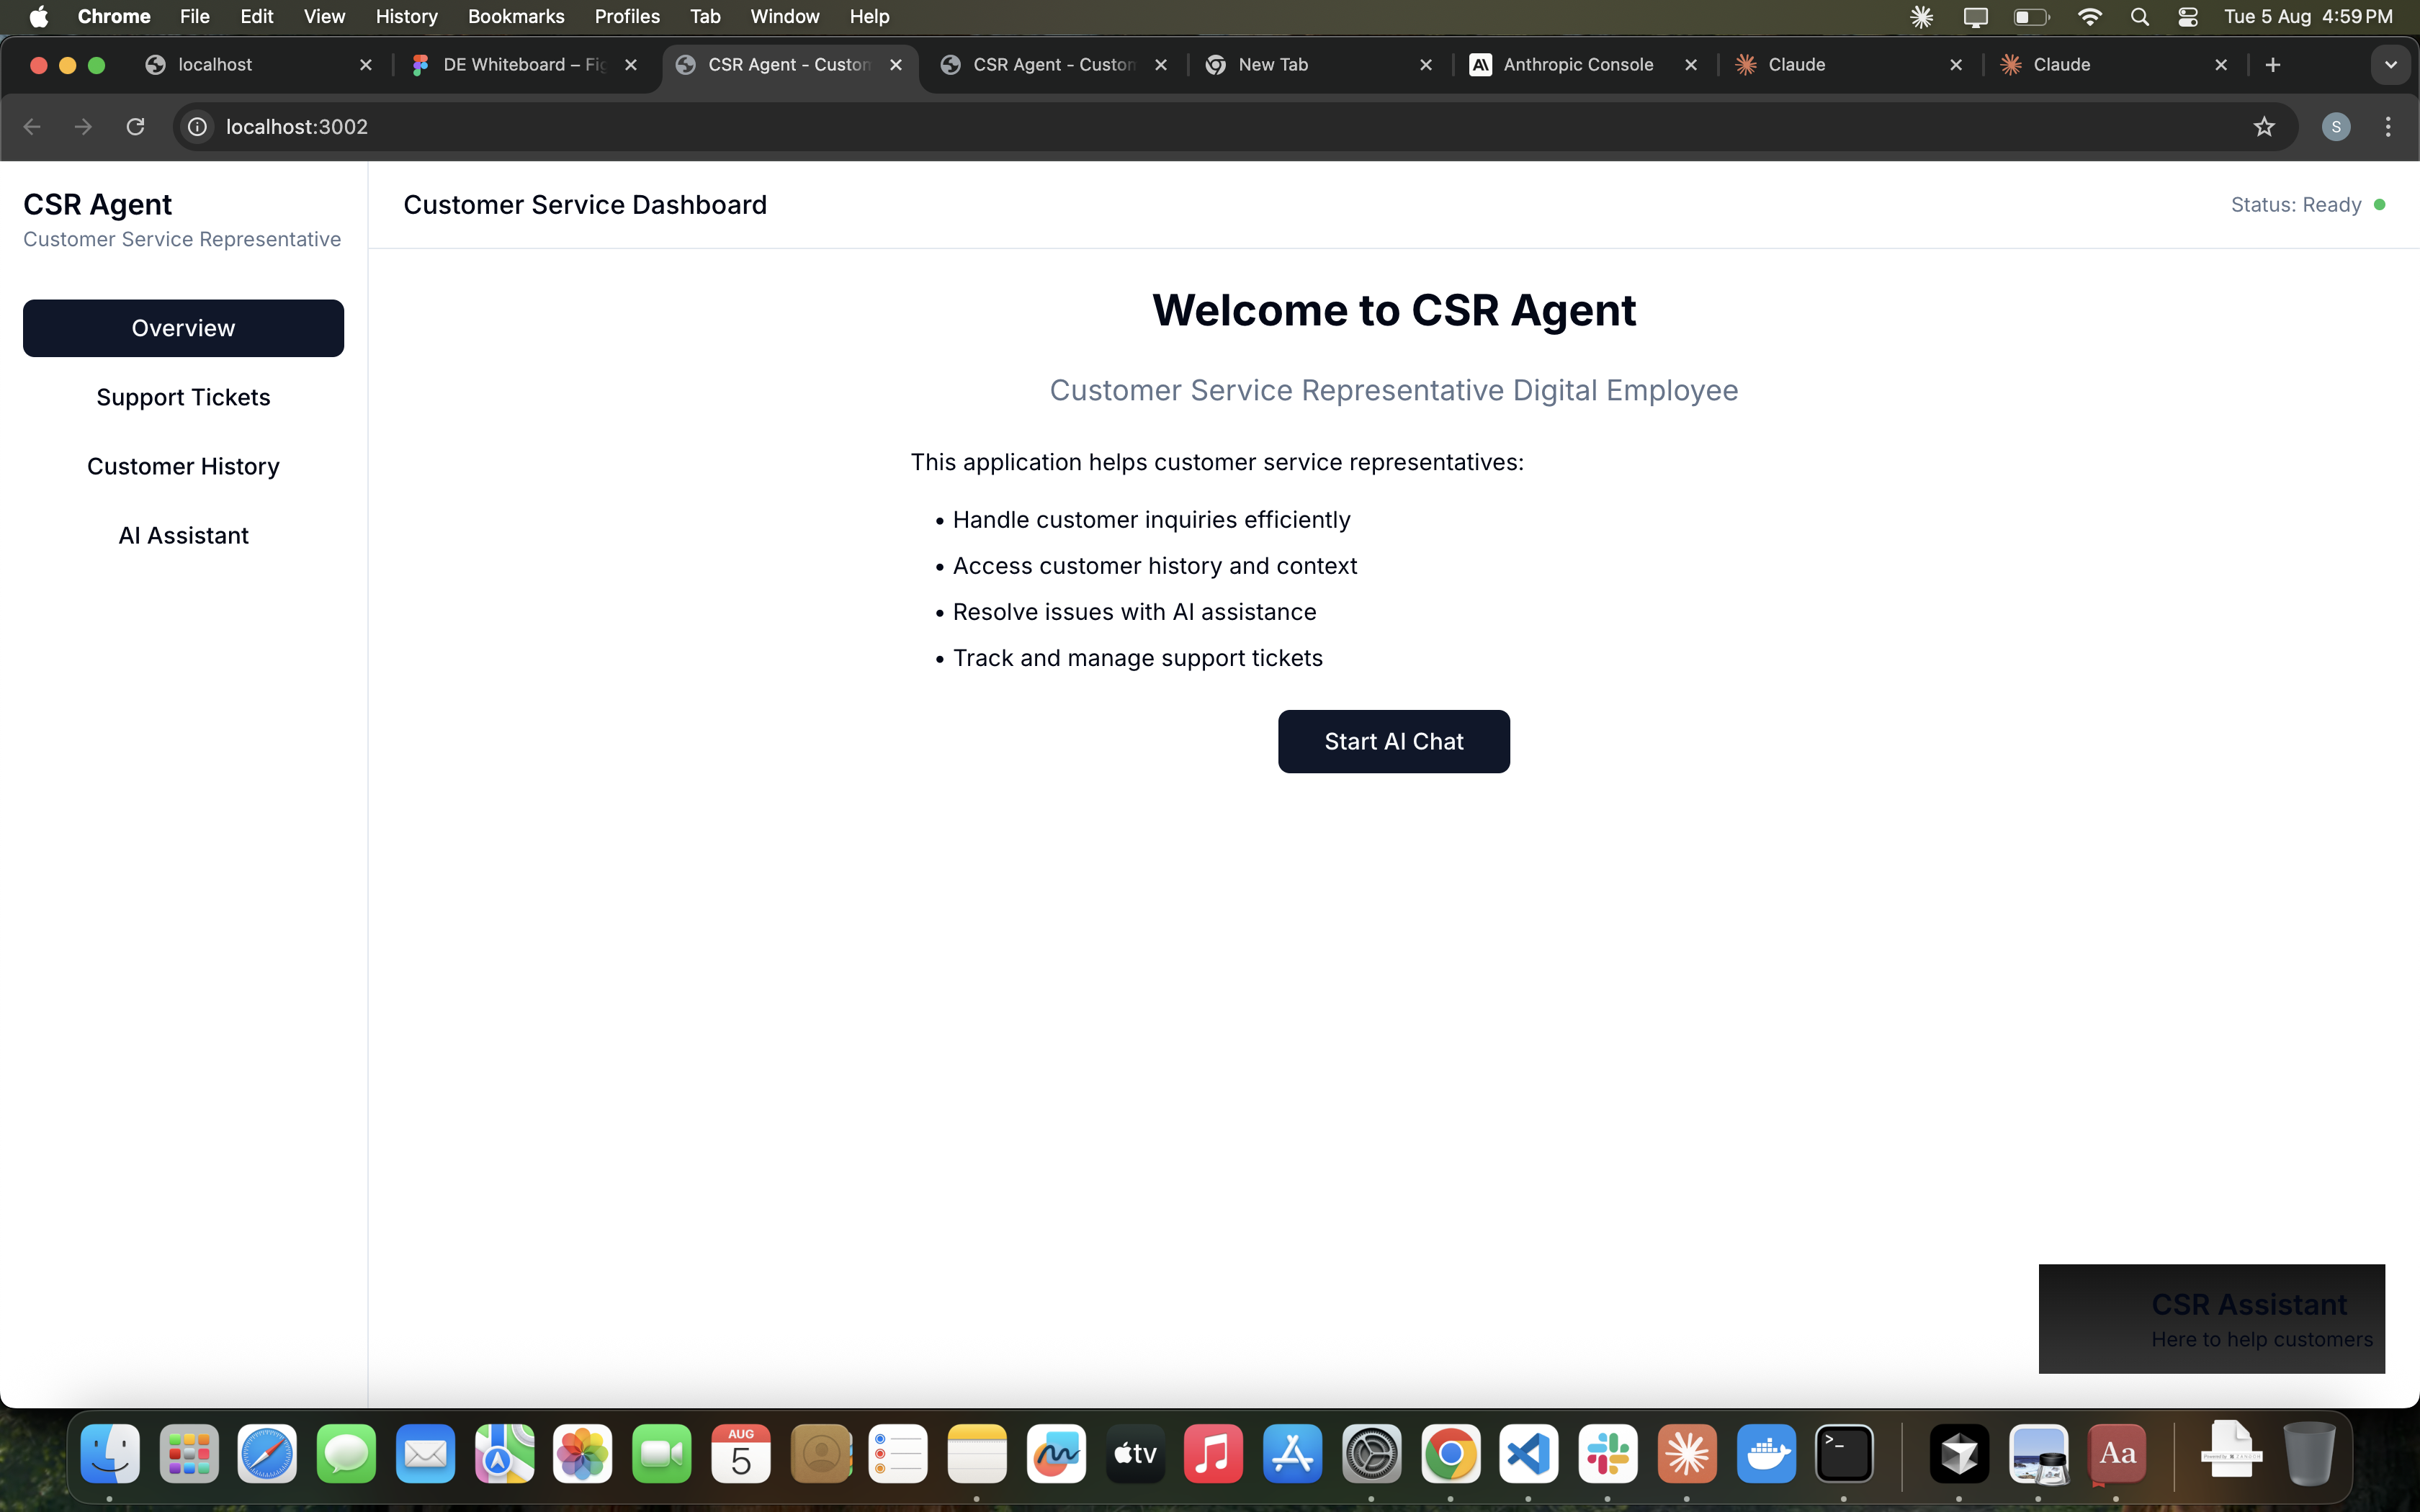 Chrome File Edit View History Bookmarks Profiles Tab Window Help Tue 5 Aug 4:59 PM
localhost DE Whiteboard – Fig CSR Agent - Custom CSR Agent - Custom New Tab Anthropic Console Claude Claude
localhost:3002 S
CSR Agent
Customer Service Representative
Overview
Support Tickets
Customer History
AI Assistant
Customer Service Dashboard
Status: Ready
Welcome to CSR Agent
Customer Service Representative Digital Employee
This application helps customer service representatives:
• Handle customer inquiries efficiently
• Access customer history and context
• Resolve issues with AI assistance
• Track and manage support tickets
Start AI Chat
CSR Assistant
Here to help customers
AUG
5
tv
Aa